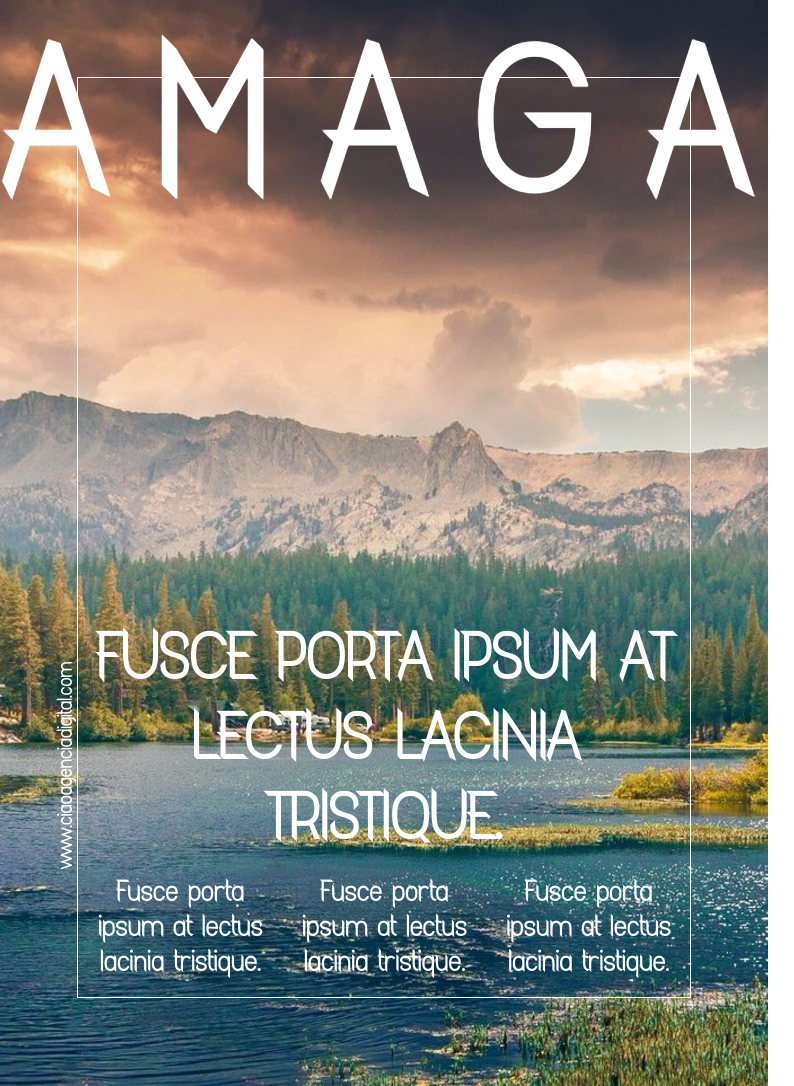 AMAGA
FUSCE PORTA IPSUM AT
LECTUS LACINIA
TRISTIQUE.
www.ciaoagenciadigital.com
Fusce porta
ipsum at lectus
lacinia tristique.
Fusce porta
ipsum at lectus
lacinia tristique.
Fusce porta
ipsum at lectus
lacinia tristique.